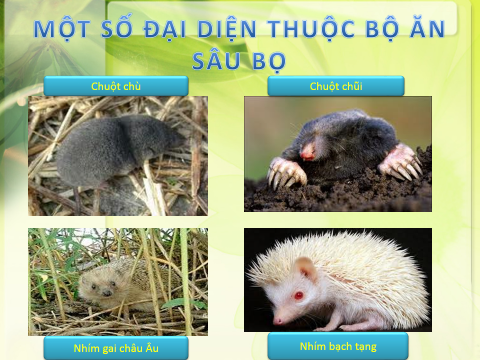 MỘT SỐ ĐẠI DIỆN THUỘC BỘ ĂN
SÂU BỌ
Chuột chù
Chuột chũi
Nhím gai châu Âu
Nhím bạch tạng